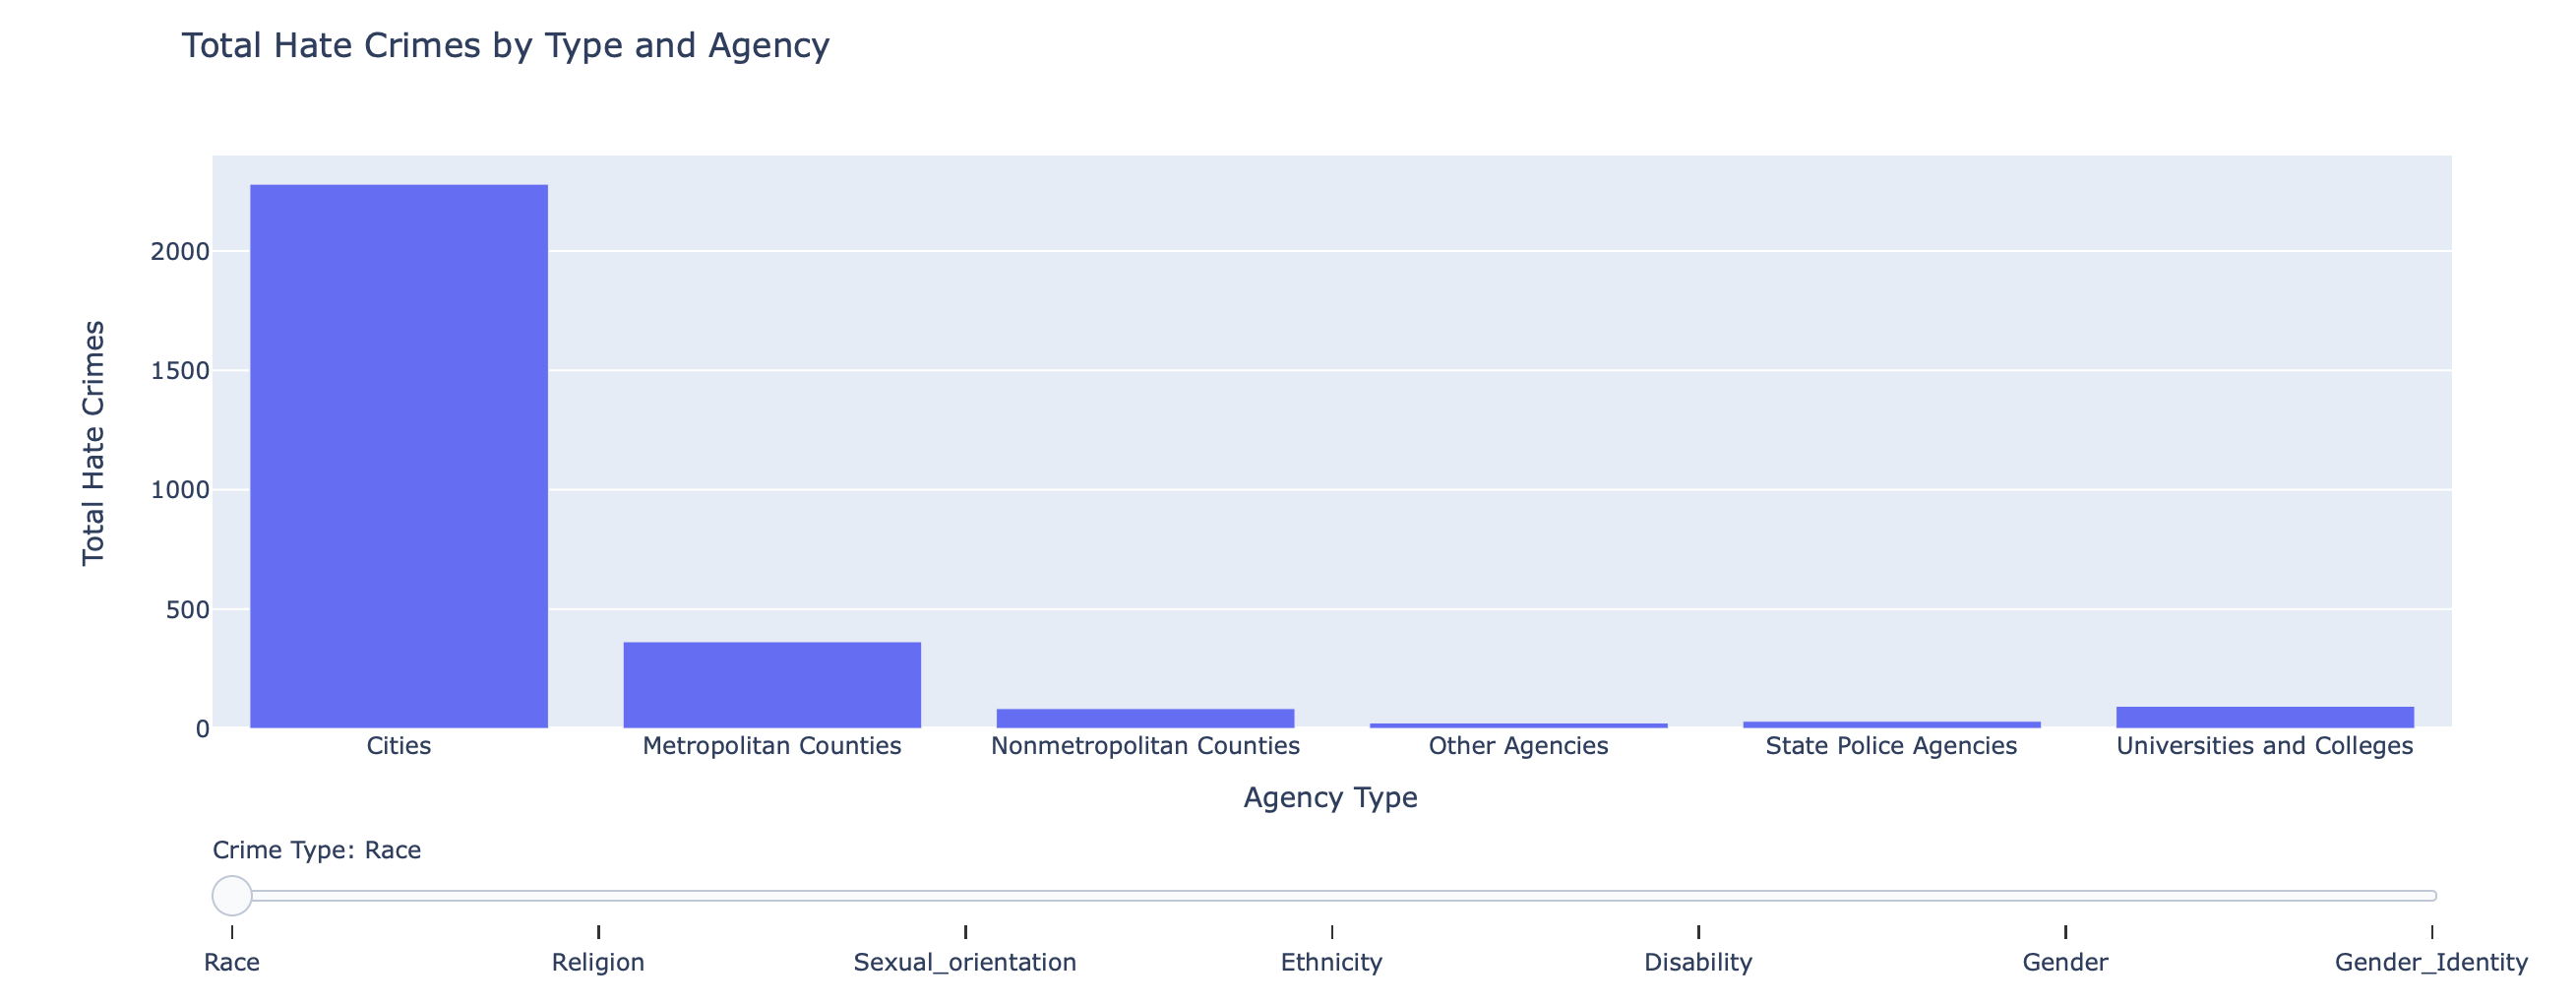 Total Hate Crimes by Type and Agency
Total Hate Crimes
2000
1500
1000
500
0
Cities
Metropolitan Counties
Nonmetropolitan Counties
Other Agencies
State Police Agencies
Universities and Colleges
Agency Type
Crime Type: Race
Race
Religion
Sexual_orientation
Ethnicity
Disability
Gender
Gender_Identity